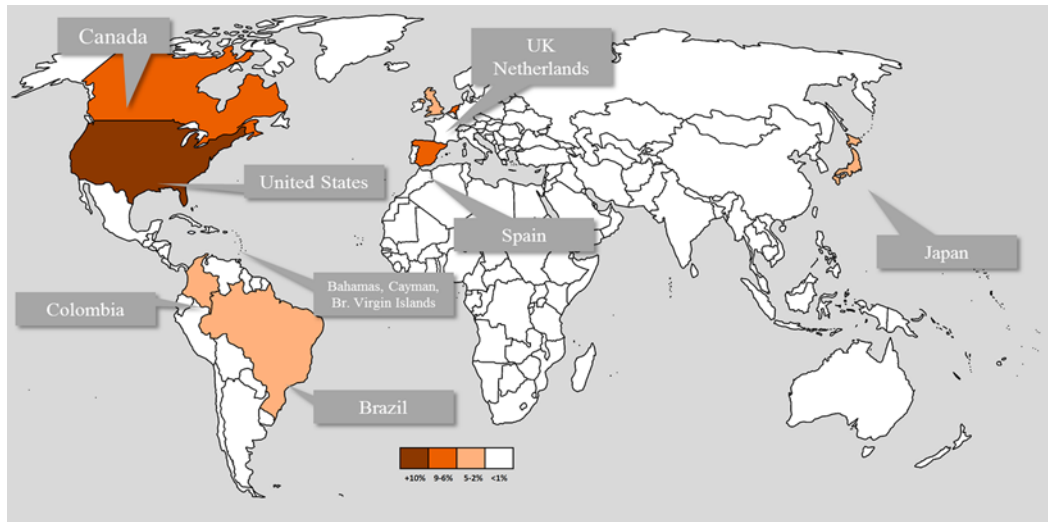 Canada
UK
Netherlands
United States
Spain
Japan
Bahamas, Cayman,
Br. Virgin Islands
Colombia
Brazil
+10% 9-6% 5-2% <1%